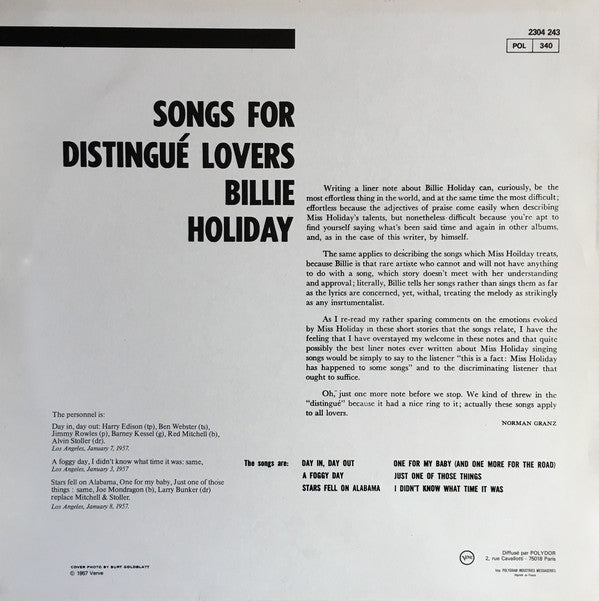 2304 243
POL 340
SONGS FOR
DISTINGUÉ LOVERS
BILLIE
HOLIDAY
Writing a liner note about Billie Holiday can, curiously, be the
most effortless thing in the world, and at the same time the most difficult;
effortless because the adjectives of praise come easily when describing
Miss Holiday's talents, but nonetheless difficult because you're apt to
find yourself saying what's been said time and again in other albums,
and, as in the case of this writer, by himself.
The same applies to describing the songs which Miss Hoilday treats,
because Billie is that rare artiste who cannot and will not have anything
to do with a song, which story doesn't meet with her understanding
and approval; literally, Billie tells her songs rather than sings them as far
as the lyrics are concerned, yet, withal, treating the melody as strikingly
as any insrtumentalist.
As I re-read my rather sparing comments on the emotions evoked
by Miss Holiday in these short stories that the songs relate, I have the
feeling that I have overstayed my welcome in these notes and that quite
possibly the best liner notes ever written about Miss Holiday singing
songs would be simply to say to the listener "this is a fact: Miss Holiday
has happened to some songs" and to the discriminating listener that
ought to suffice.
Oh, just one more note before we stop. We kind of threw in the
"distingué" because it had a nice ring to it; actually these songs apply
to all lovers.
NORMAN GRANZ
The personnel is:
Day in, day out: Harry Edison (tp), Ben Webster (ts),
Jimmy Rowles (p), Barney Kessel (g), Red Mitchell (b),
Alvin Stoller (dr).
Los Angeles, January 7, 1957.
A foggy day, I didn't know what time it was: same,
Los Angeles, January 3, 1957
Stars fell on Alabama, One for my baby, Just one of those
things : same, Joe Mondragon (b), Larry Bunker (dr)
replace Mitchell & Stoller.
Los Angeles, January 8, 1957.
The songs are:
DAY IN, DAY OUT
A FOGGY DAY
STARS FELL ON ALABAMA
ONE FOR MY BABY (AND ONE MORE FOR THE ROAD)
JUST ONE OF THOSE THINGS
I DIDN'T KNOW WHAT TIME IT WAS
COVER PHOTO BY BURT GOLDBLATT
© 1957 Verve
Verve
Diffusé par POLYDOR
2, rue Cavallotti - 75018 Paris
Imp. POLYGRAM INDUSTRIES MESSAGERIES